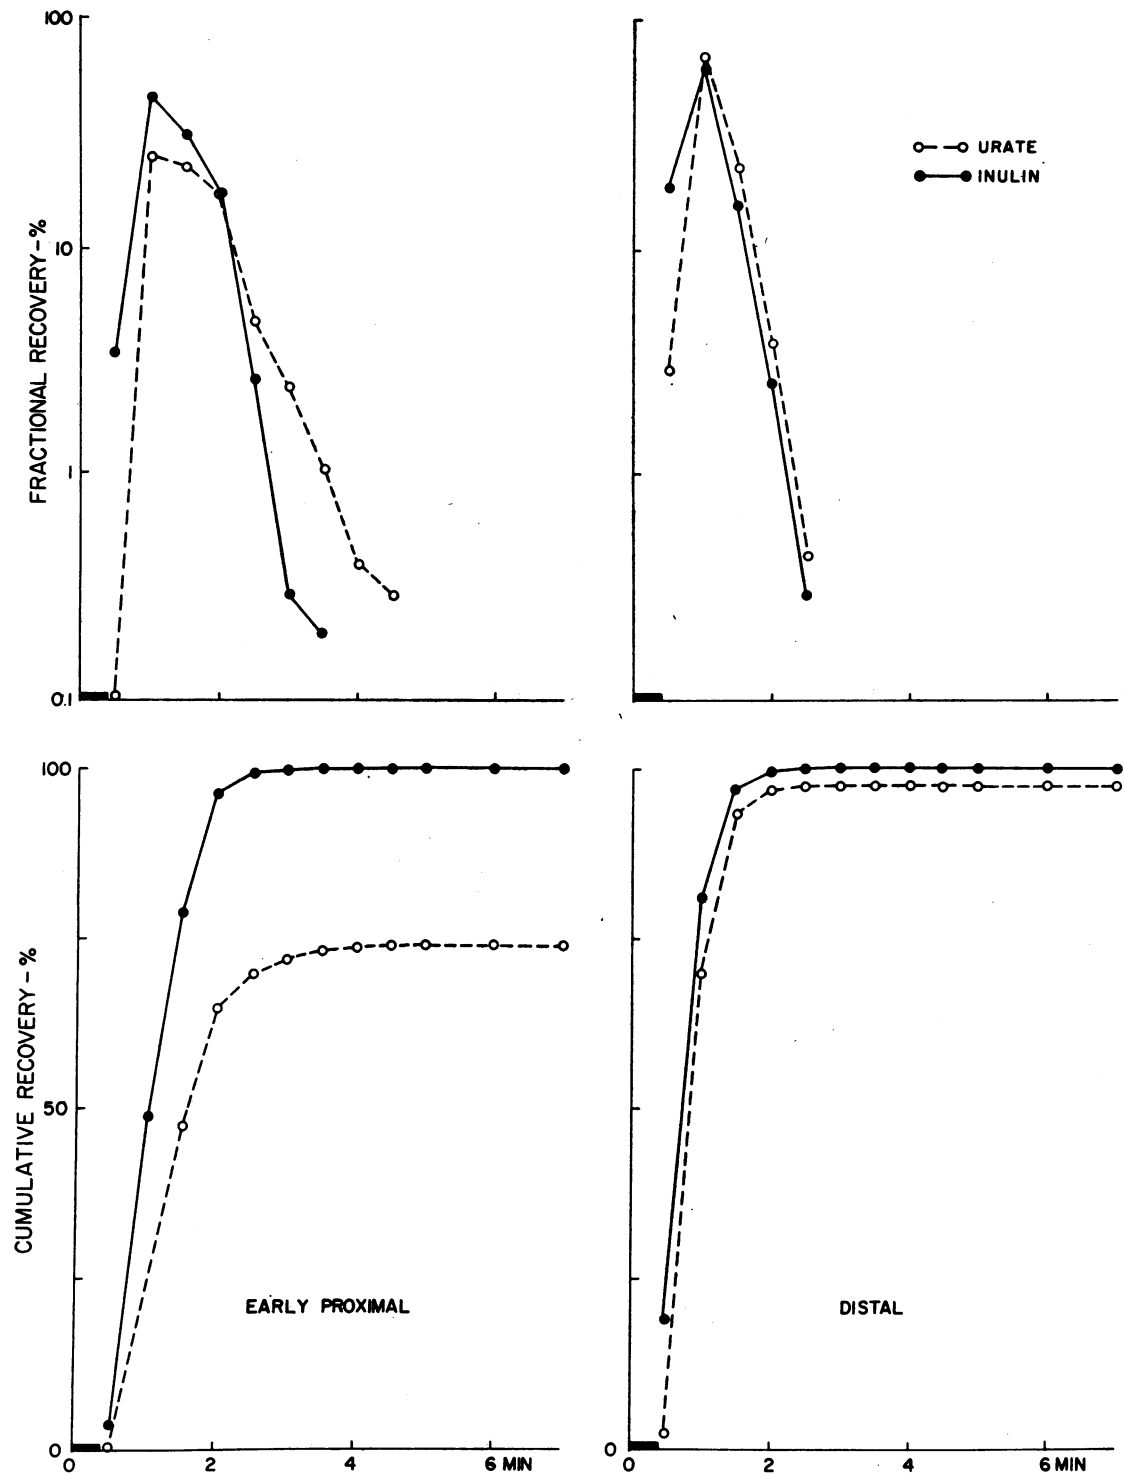 100
10
1
0.1
FRACTIONAL RECOVERY-%
URATE
INULIN
100
50
0
CUMULATIVE RECOVERY-%
EARLY PROXIMAL
0 2 4 6 MIN
0
DISTAL
0 2 4 6 MIN